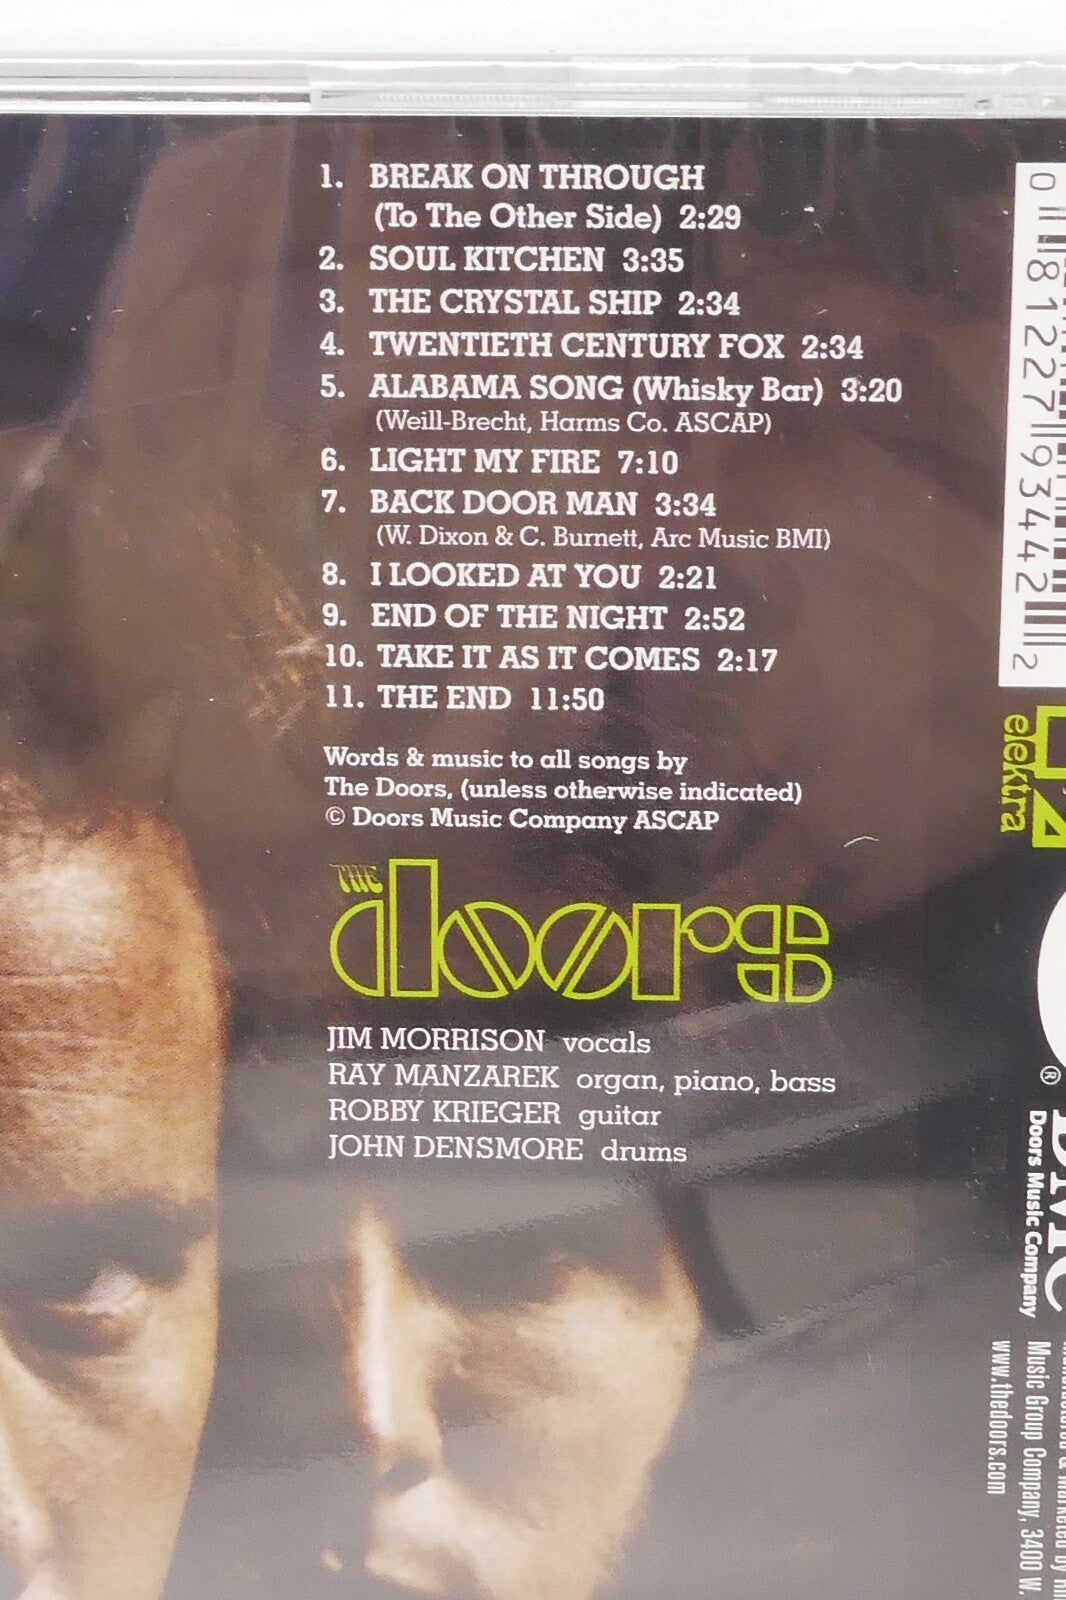 1. BREAK ON THROUGH
(To The Other Side) 2:29
2. SOUL KITCHEN 3:35
3. THE CRYSTAL SHIP 2:34
4. TWENTIETH CENTURY FOX 2:34
5. ALABAMA SONG (Whisky Bar) 3:20
(Weill-Brecht, Harms Co. ASCAP)
6. LIGHT MY FIRE 7:10
7. BACK DOOR MAN 3:34
(W. Dixon & C. Burnett, Arc Music BMI)
8. I LOOKED AT YOU 2:21
9. END OF THE NIGHT 2:52
10. TAKE IT AS IT COMES 2:17
11. THE END 11:50
Words & music to all songs by
The Doors, (unless otherwise indicated)
© Doors Music Company ASCAP
THE
doors
JIM MORRISON vocals
RAY MANZAREK organ, piano, bass
ROBBY KRIEGER guitar
JOHN DENSMORE drums
0 81227 93442 2
elektra
®
DMC
Doors Music Company
Music Group Company, 3400 W.
www.thedoors.com